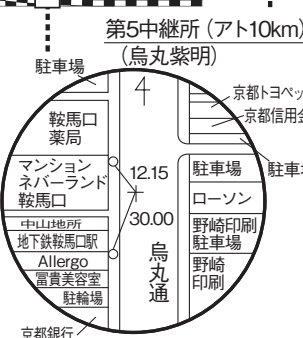 第5中継所（アト10km）
（烏丸紫明）
駐車場
京都トヨペッ
京都信用金
駐車場
鞍馬口
薬局
マンション
ネバーランド
鞍馬口
中山地所
地下鉄鞍馬口駅
Allergo
冨貴美容室
駐輪場
京都銀行
12.15
30.00
烏丸通
駐車場
ローソン
野崎印刷
駐車場
野崎
印刷